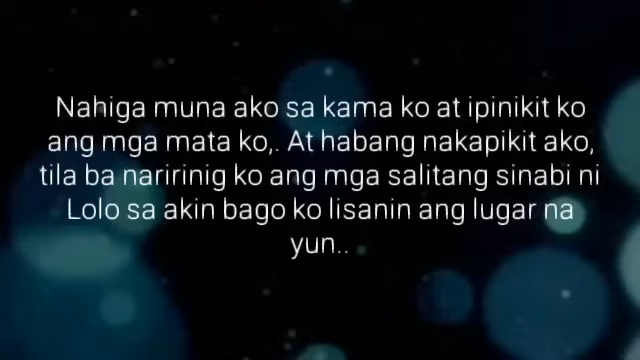 Nahiga muna ako sa kama ko at ipinikit ko
ang mga mata ko,. At habang nakapikit ako,
tila ba naririnig ko ang mga salitang sinabi ni
Lolo sa akin bago ko lisanin ang lugar na
yun..